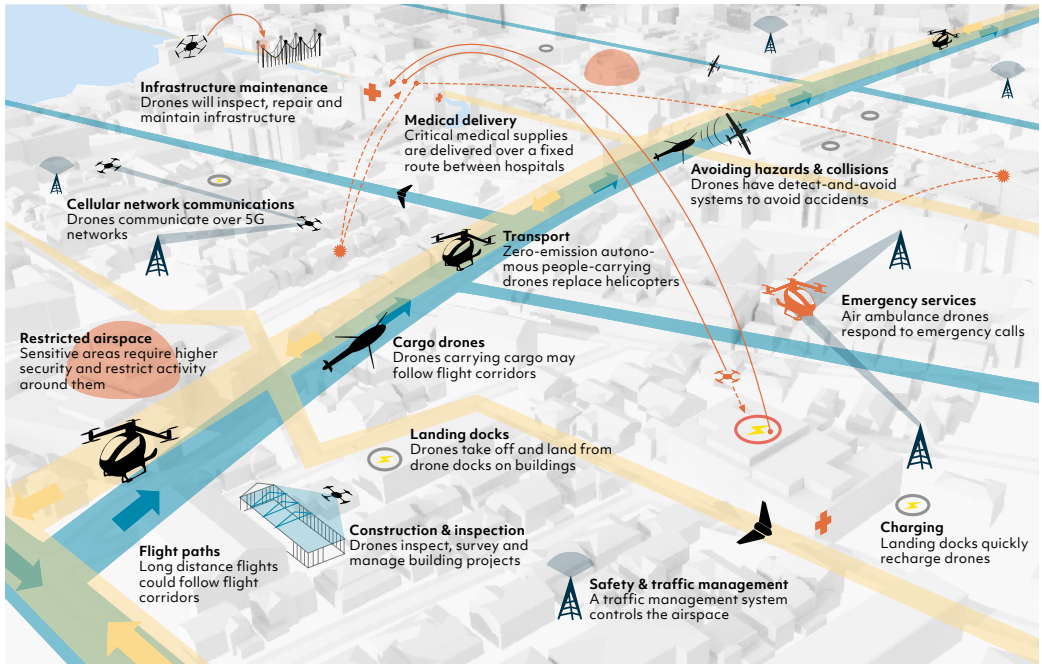 Infrastructure maintenance
Drones will inspect, repair and
maintain infrastructure
Medical delivery
Critical medical supplies
are delivered over a fixed
route between hospitals
Avoiding hazards & collisions
Drones have detect-and-avoid
systems to avoid accidents
Cellular network communications
Drones communicate over 5G
networks
Transport
Zero-emission autono-
mous people-carrying
drones replace helicopters
Emergency services
Air ambulance drones
respond to emergency calls
Restricted airspace
Sensitive areas require higher
security and restrict activity
around them
Cargo drones
Drones carrying cargo may
follow flight corridors
Landing docks
Drones take off and land from
drone docks on buildings
Construction & inspection
Drones inspect, survey and
manage building projects
Charging
Landing docks quickly
recharge drones
Flight paths
Long distance flights
could follow flight
corridors
Safety & traffic management
A traffic management system
controls the airspace